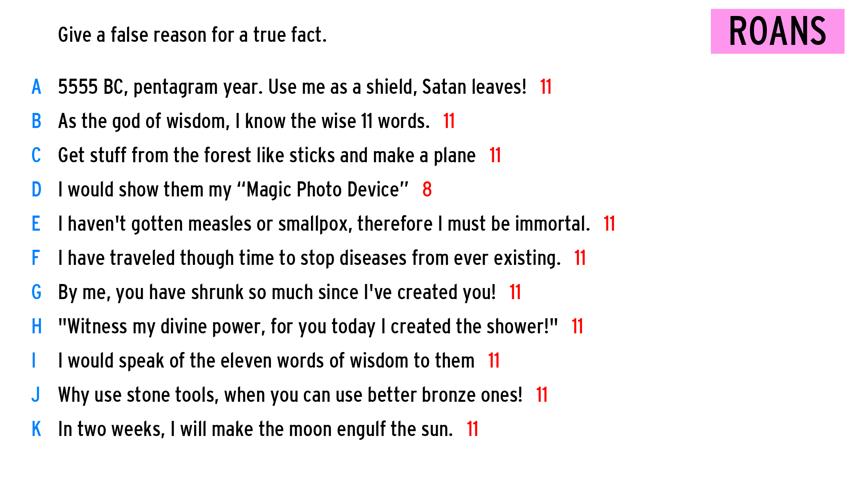 Give a false reason for a true fact.
ROANS
A 5555 BC, pentagram year. Use me as a shield, Satan leaves! 11
B As the god of wisdom, I know the wise 11 words. 11
C Get stuff from the forest like sticks and make a plane 11
D I would show them my “Magic Photo Device” 8
E I haven't gotten measles or smallpox, therefore I must be immortal. 11
F I have traveled though time to stop diseases from ever existing. 11
G By me, you have shrunk so much since I've created you! 11
H "Witness my divine power, for you today I created the shower!" 11
I I would speak of the eleven words of wisdom to them 11
J Why use stone tools, when you can use better bronze ones! 11
K In two weeks, I will make the moon engulf the sun. 11